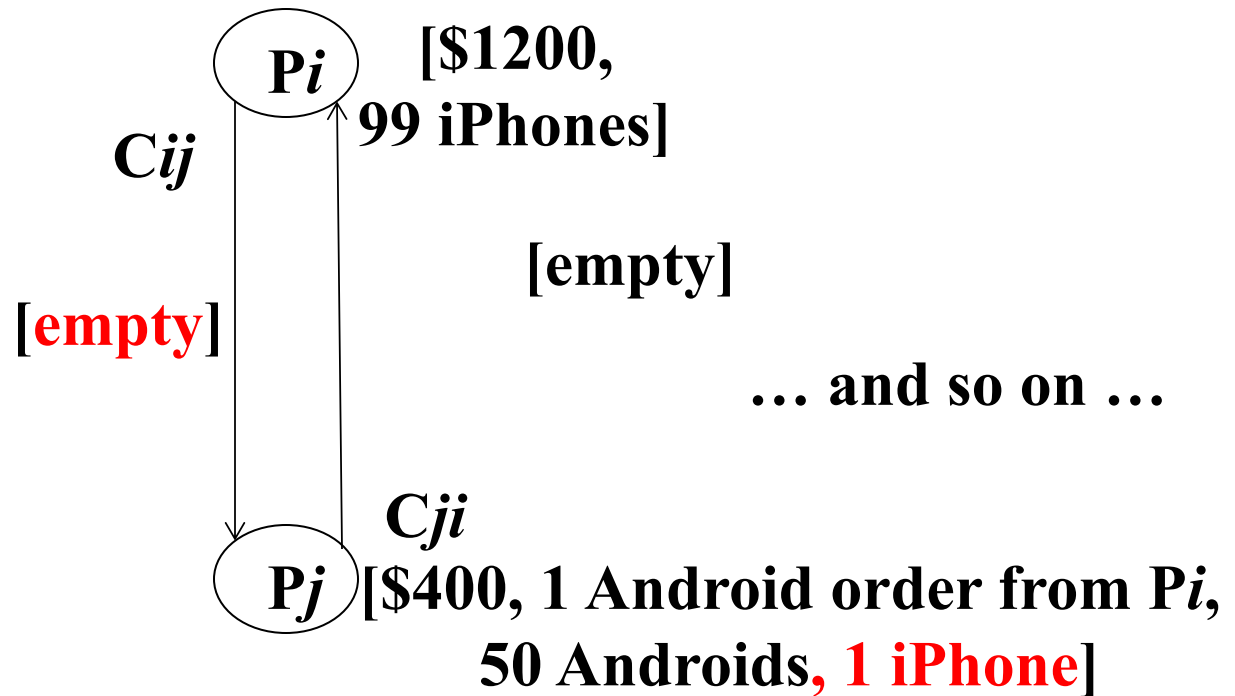 Pi
[$1200,
99 iPhones]
Cij
[empty]
[empty]
… and so on …
Cji
Pj
[$400, 1 Android order from Pi,
50 Androids, 1 iPhone]